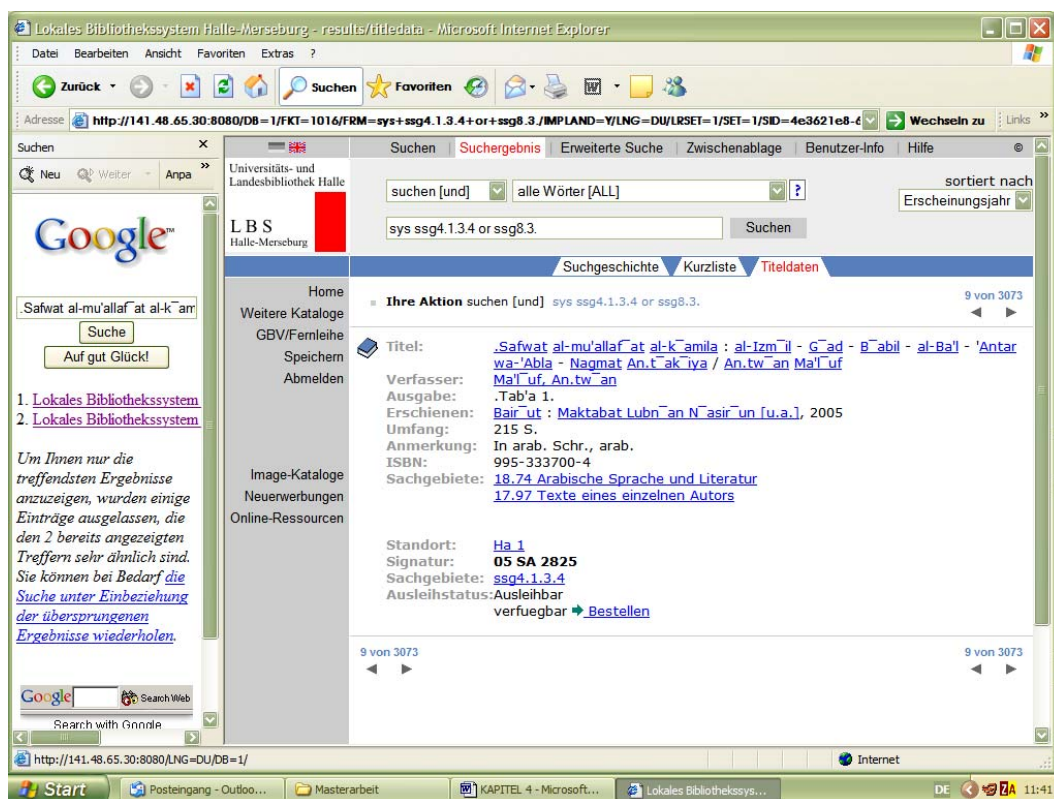 Lokales Bibliothekssystem Halle-Merseburg - results/titledata - Microsoft Internet Explorer
Datei Bearbeiten Ansicht Favoriten Extras ?
Zurück Suchen Favoriten
Adresse http://141.48.65.30:8080/DB=1/FKT=1016/FRM=sys+ssg4.1.3.4+or+ssg8.3./IMPLAND=Y/LNG=DU/LRSET=1/SET=1/SID=4e3621e8-6 Wechseln zu Links »
Suchen ×
Neu Weiter Anpa »
Google™
.Safwat al-mu'allaf¯at al-k¯am
Suche
Auf gut Glück!
1. Lokales Bibliothekssystem
2. Lokales Bibliothekssystem
Um Ihnen nur die
treffendsten Ergebnisse
anzuzeigen, wurden einige
Einträge ausgelassen, die
den 2 bereits angezeigten
Treffern sehr ähnlich sind.
Sie können bei Bedarf die
Suche unter Einbeziehung
der übersprungenen
Ergebnisse wiederholen.
Google Search Web
Search with Google
Universitäts- und
Landesbibliothek Halle
L B S
Halle-Merseburg
Home
Weitere Kataloge
GBV/Fernleihe
Speichern
Abmelden
Image-Kataloge
Neuerwerbungen
Online-Ressourcen
Suchen | Suchergebnis | Erweiterte Suche | Zwischenablage | Benutzer-Info | Hilfe ©
suchen [und] alle Wörter [ALL] ?
sortiert nach
Erscheinungsjahr
sys ssg4.1.3.4 or ssg8.3. Suchen
Suchgeschichte Kurzliste Titeldaten
Ihre Aktion suchen [und] sys ssg4.1.3.4 or ssg8.3.
9 von 3073
Titel: .Safwat al-mu'allaf¯at al-k¯amila : al-Izm¯il - G¯ad - B¯abil - al-Ba'l - 'Antar
wa-'Abla - Nagmat An.t¯ak¯iya / An.tw¯an Ma'l¯uf
Verfasser: Ma'l¯uf, An.tw¯an
Ausgabe: .Tab'a 1.
Erschienen: Bair¯ut : Maktabat Lubn¯an N¯asir¯un [u.a.], 2005
Umfang: 215 S.
Anmerkung: In arab. Schr., arab.
ISBN: 995-333700-4
Sachgebiete: 18.74 Arabische Sprache und Literatur
17.97 Texte eines einzelnen Autors
Standort: Ha 1
Signatur: 05 SA 2825
Sachgebiete: ssg4.1.3.4
Ausleihstatus: Ausleihbar
verfuegbar Bestellen
9 von 3073 9 von 3073
http://141.48.65.30:8080/LNG=DU/DB=1/ Internet
Start Posteingang - Outloo... Masterarbeit KAPITEL 4 - Microsoft... Lokales Bibliothekssys... DE 11:41